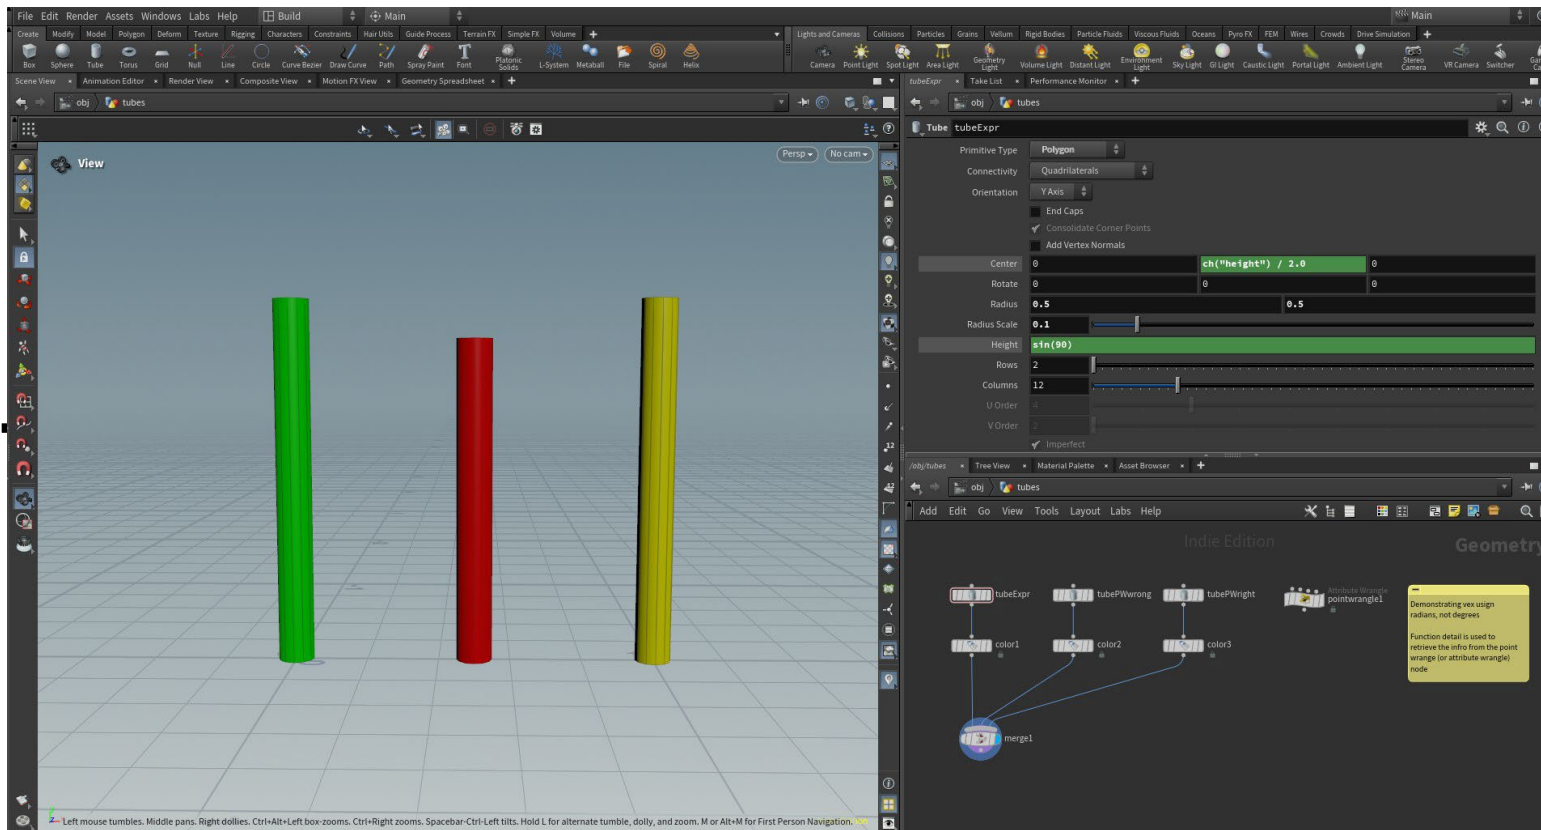 File Edit Render Assets Windows Labs Help Build Main Main
Create Modify Model Polygon Deform Texture Rigging Characters Constraints Hair Utils Guide Process Terrain FX Simple FX Volume + Lights and Cameras Collisions Particles Grains Vellum Rigid Bodies Particle Fluids Viscous Fluids Oceans Pyro FX FEM Wires Crowds Drive Simulation +
Box Sphere Tube Torus Grid Null Line Circle Curve Bezier Draw Curve Path Spray Paint Font Platonic Solids L-System Metaball File Spiral Helix Camera Point Light Spot Light Area Light Geometry Light Volume Light Distant Light Environment Light Sky Light GI Light Caustic Light Portal Light Ambient Light Stereo Camera VR Camera Switcher
Scene View Animation Editor Render View Composite View Motion FX View Geometry Spreadsheet + tubeExpr Take List Performance Monitor +
obj tubes obj tubes
View Persp No cam
Tube tubeExpr
Primitive Type Polygon
Connectivity Quadrilaterals
Orientation Y Axis
End Caps
Consolidate Corner Points
Add Vertex Normals
Center 0 ch("height") / 2.0 0
Rotate 0 0 0
Radius 0.5 0.5
Radius Scale 0.1
Height sin(90)
Rows 2
Columns 12
U Order 4
V Order 2
Imperfect
/obj/tubes Tree View Material Palette Asset Browser +
obj tubes
Add Edit Go View Tools Layout Labs Help
Indie Edition Geometry
tubeExpr tubePWwrong tubePWright Attribute Wrangle
pointwrangle1
color1 color2 color3
merge1
Demonstrating vex usign
radians, not degrees
Function detail is used to
retrieve the infro from the point
wrange (or attribute wrangle)
node
Left mouse tumbles. Middle pans. Right dollies. Ctrl+Alt+Left box-zooms. Ctrl+Right zooms. Spacebar-Ctrl-Left tilts. Hold L for alternate tumble, dolly, and zoom. M or Alt+M for First Person Navigation.